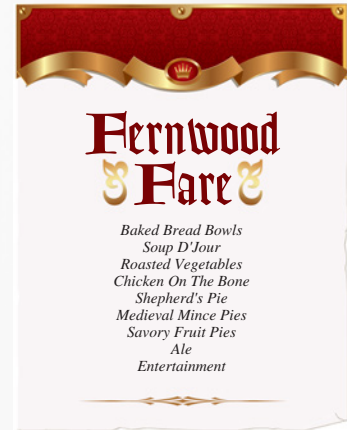 Fernwood
Fare
Baked Bread Bowls
Soup D'Jour
Roasted Vegetables
Chicken On The Bone
Shepherd's Pie
Medieval Mince Pies
Savory Fruit Pies
Ale
Entertainment